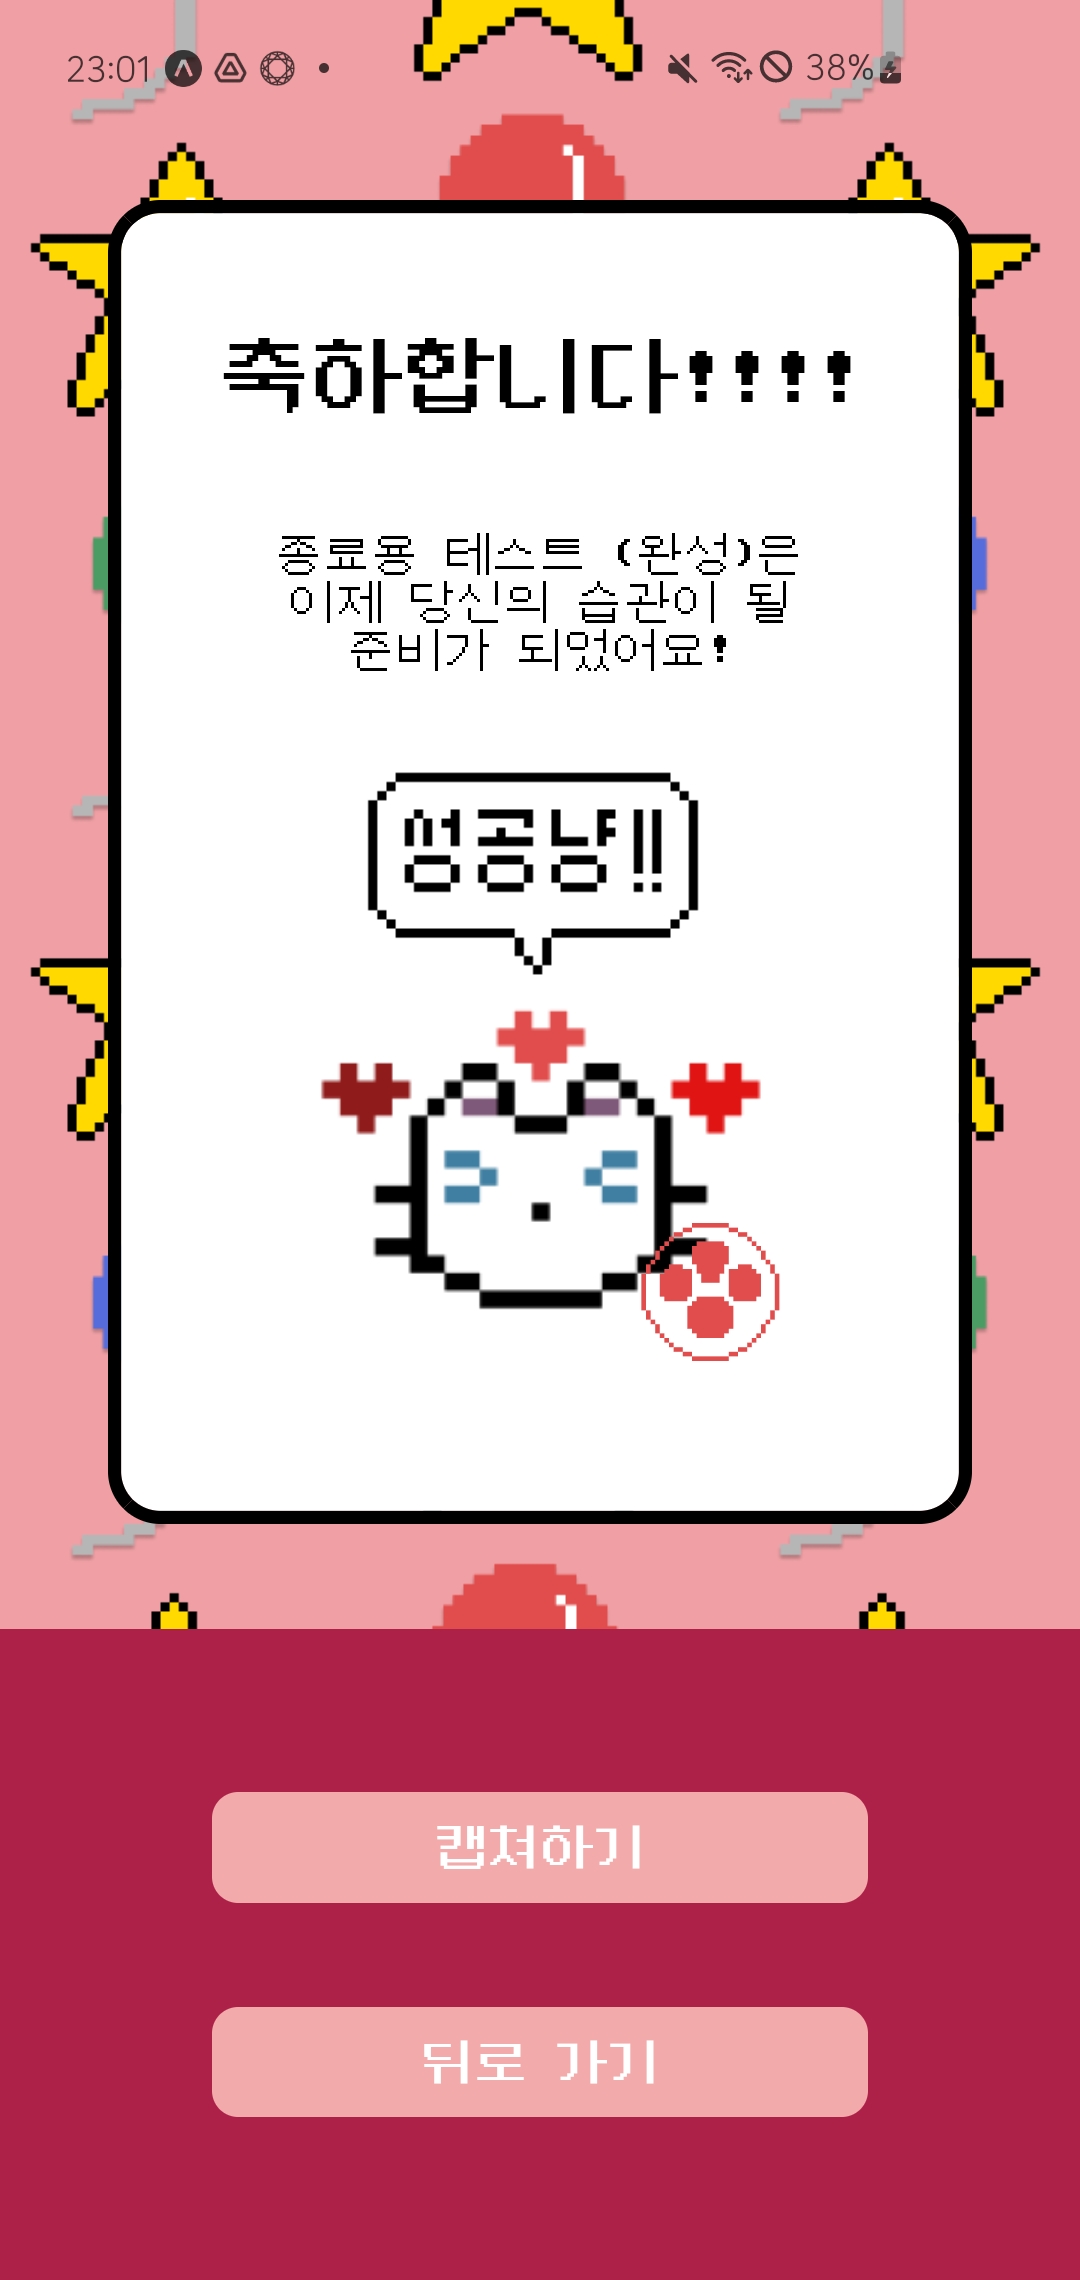 23:01 38%
축하합니다!!!!
종료용 테스트 (완성)은
이제 당신의 습관이 될
준비가 되었어요!
성공냥!!
캡쳐하기
뒤로 가기